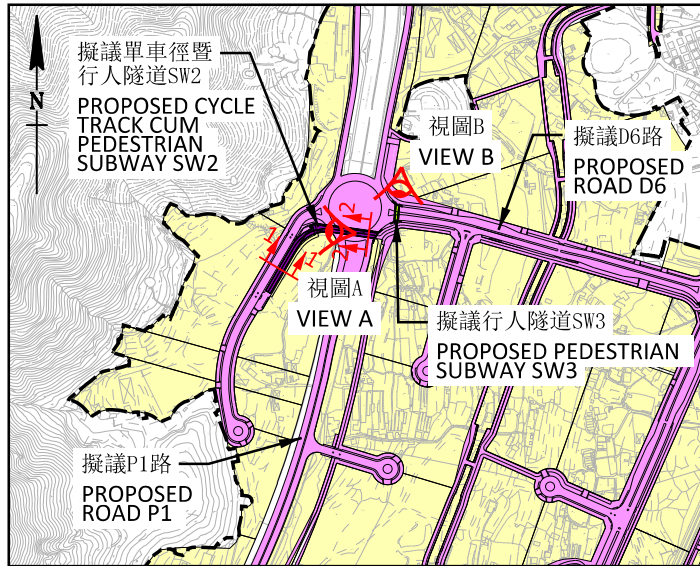 N
擬議單車徑暨
行人隧道SW2
PROPOSED CYCLE
TRACK CUM
PEDESTRIAN
SUBWAY SW2
視圖B
VIEW B
擬議D6路
PROPOSED
ROAD D6
1
1
2
2
視圖A
VIEW A
擬議行人隧道SW3
PROPOSED PEDESTRIAN
SUBWAY SW3
擬議P1路
PROPOSED
ROAD P1